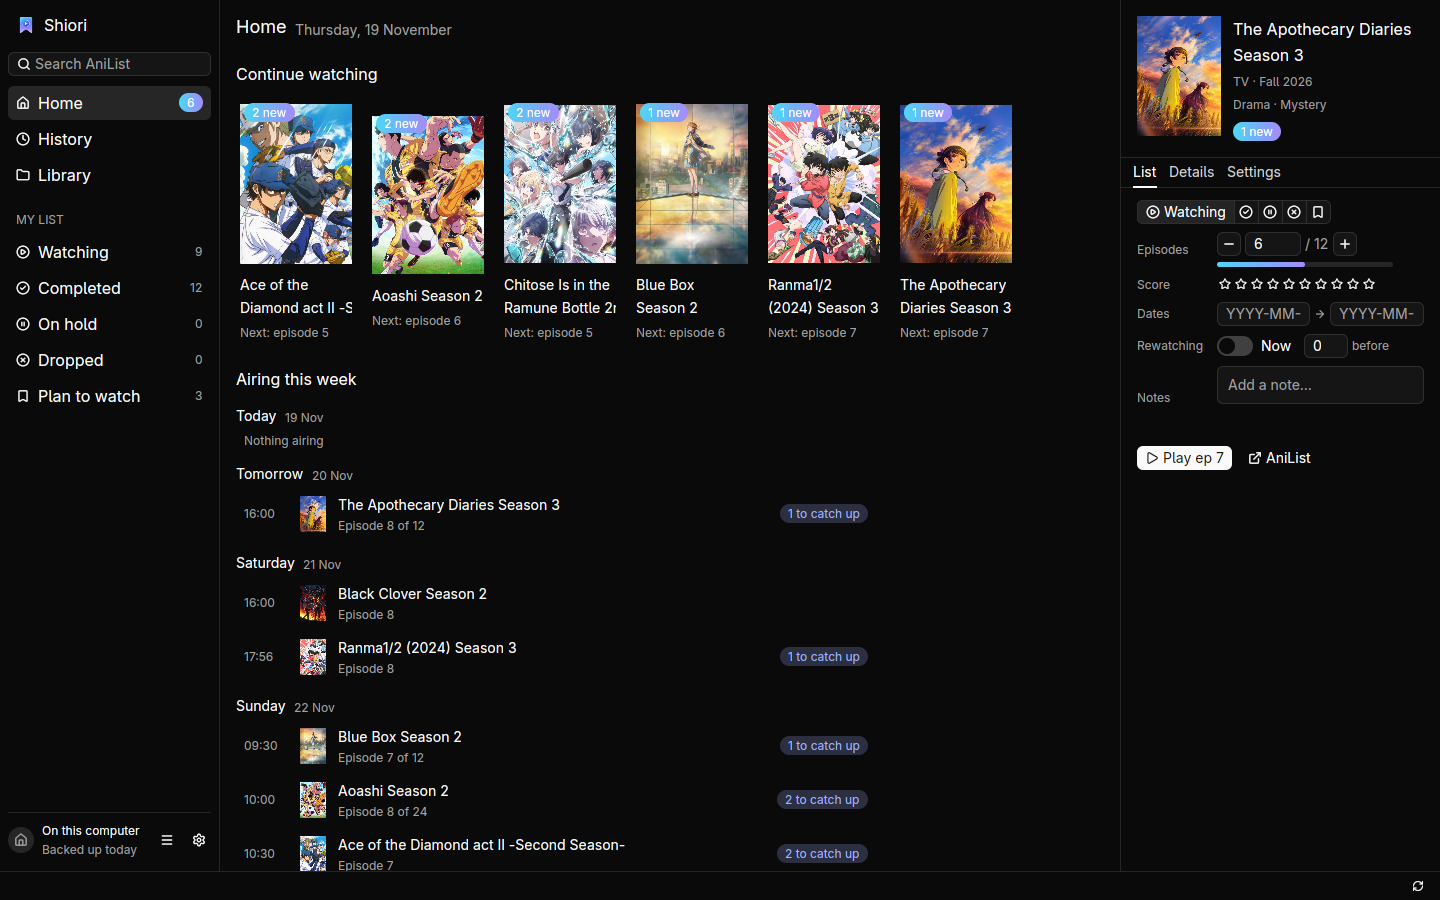 Shiori
Search AniList
Home 6
History
Library
MY LIST
Watching 9
Completed 12
On hold 0
Dropped 0
Plan to watch 3
On this computer
Backed up today
Home Thursday, 19 November
Continue watching
2 new
Ace of the
Diamond act II -S
Next: episode 5
2 new
Aoashi Season 2
Next: episode 6
2 new
Chitose Is in the
Ramune Bottle 2n
Next: episode 5
1 new
Blue Box
Season 2
Next: episode 6
1 new
Ranma1/2
(2024) Season 3
Next: episode 7
1 new
The Apothecary
Diaries Season 3
Next: episode 7
Airing this week
Today 19 Nov
Nothing airing
Tomorrow 20 Nov
16:00 The Apothecary Diaries Season 3 1 to catch up
Episode 8 of 12
Saturday 21 Nov
16:00 Black Clover Season 2
Episode 8
17:56 Ranma1/2 (2024) Season 3 1 to catch up
Episode 8
Sunday 22 Nov
09:30 Blue Box Season 2 1 to catch up
Episode 7 of 12
10:00 Aoashi Season 2 2 to catch up
Episode 8 of 24
10:30 Ace of the Diamond act II -Second Season- 2 to catch up
Episode 7
The Apothecary Diaries
Season 3
TV · Fall 2026
Drama · Mystery
1 new
List Details Settings
Watching
Episodes 6 / 12
Score
Dates YYYY-MM- → YYYY-MM-
Rewatching Now 0 before
Notes Add a note...
Play ep 7 AniList